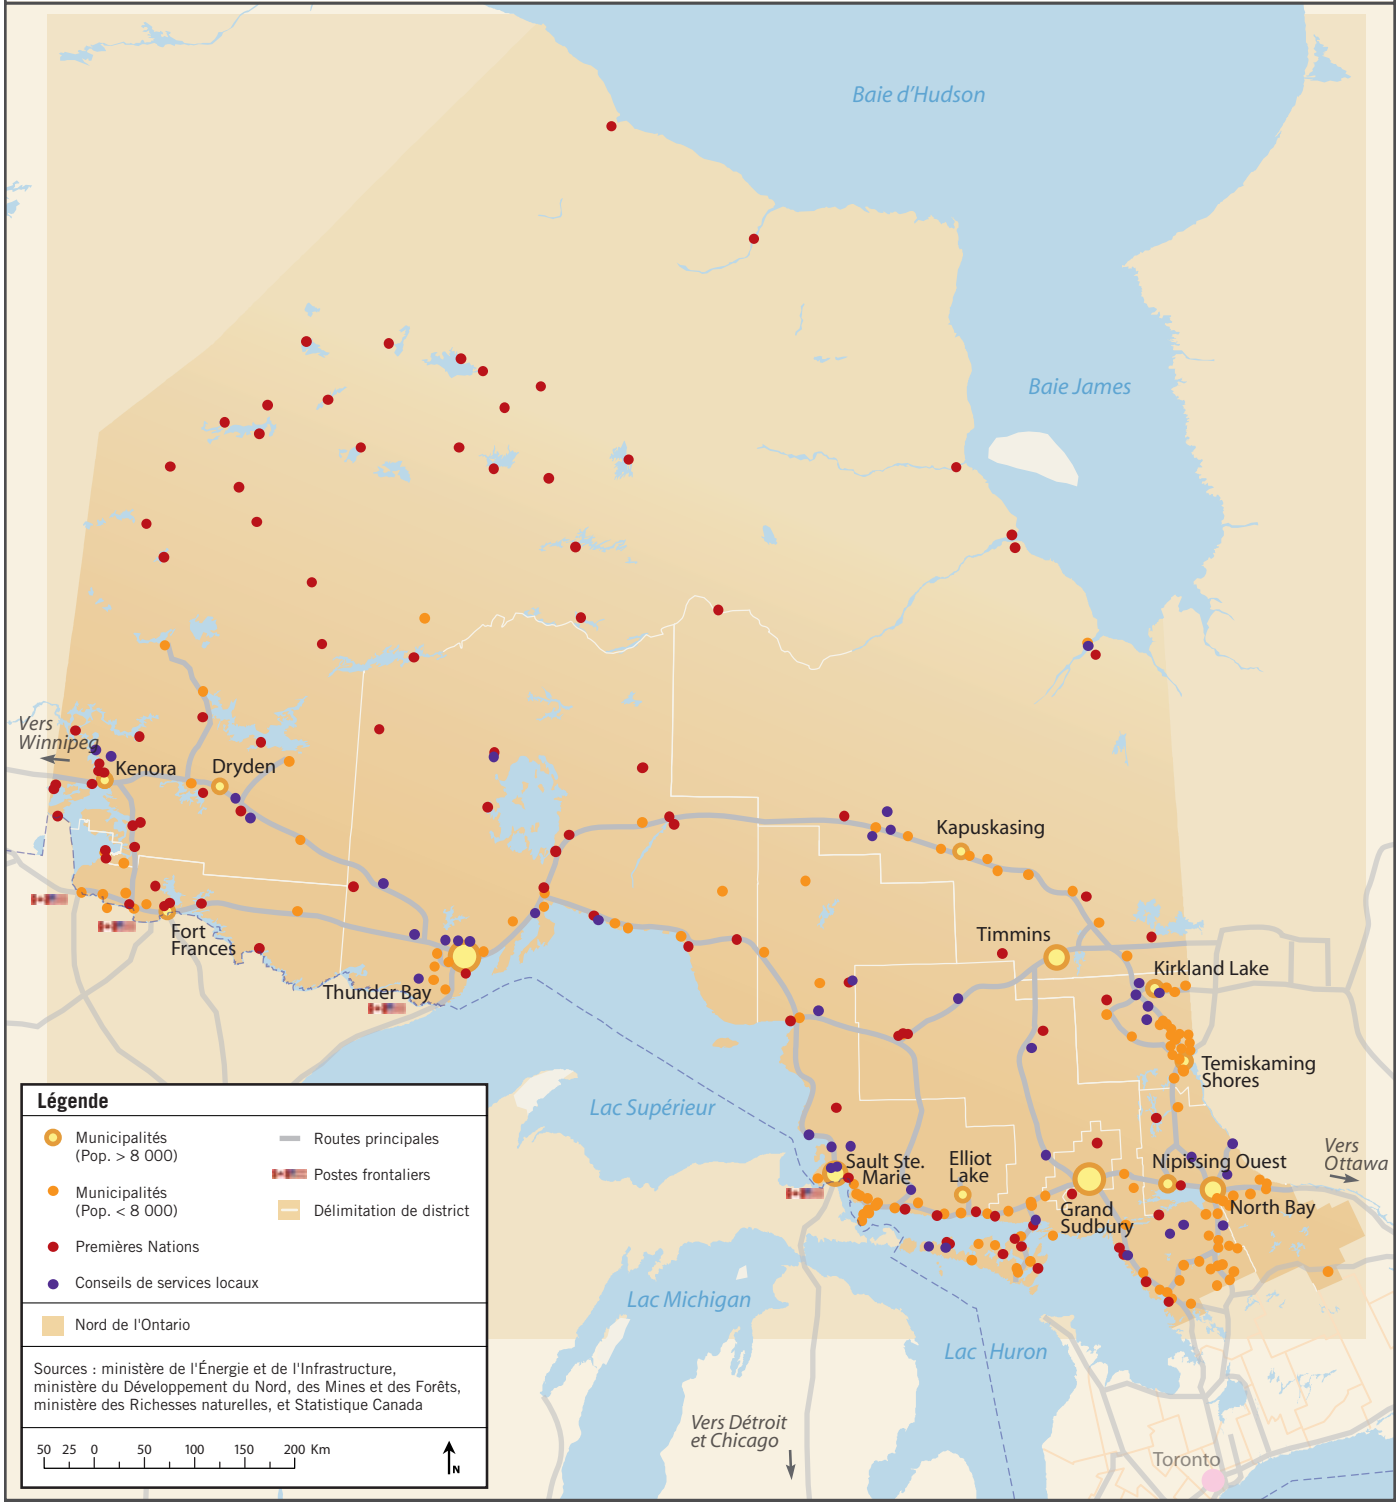 Baie d'Hudson
Baie James
Vers
Winnipeg
Kenora
Dryden
Kapuskasing
Fort
Frances
Timmins
Kirkland Lake
Thunder Bay
Temiskaming
Shores
Lac Supérieur
Sault Ste.
Marie
Elliot
Lake
Nipissing Ouest
Vers
Ottawa
Grand
Sudbury
North Bay
Lac Michigan
Lac Huron
Vers Détroit
et Chicago
Toronto
Légende
Municipalités
(Pop. > 8 000)
Municipalités
(Pop. < 8 000)
Premières Nations
Conseils de services locaux
Routes principales
Postes frontaliers
Délimitation de district
Nord de l'Ontario
Sources : ministère de l'Énergie et de l'Infrastructure,
ministère du Développement du Nord, des Mines et des Forêts,
ministère des Richesses naturelles, et Statistique Canada
50 25 0 50 100 150 200 Km
N